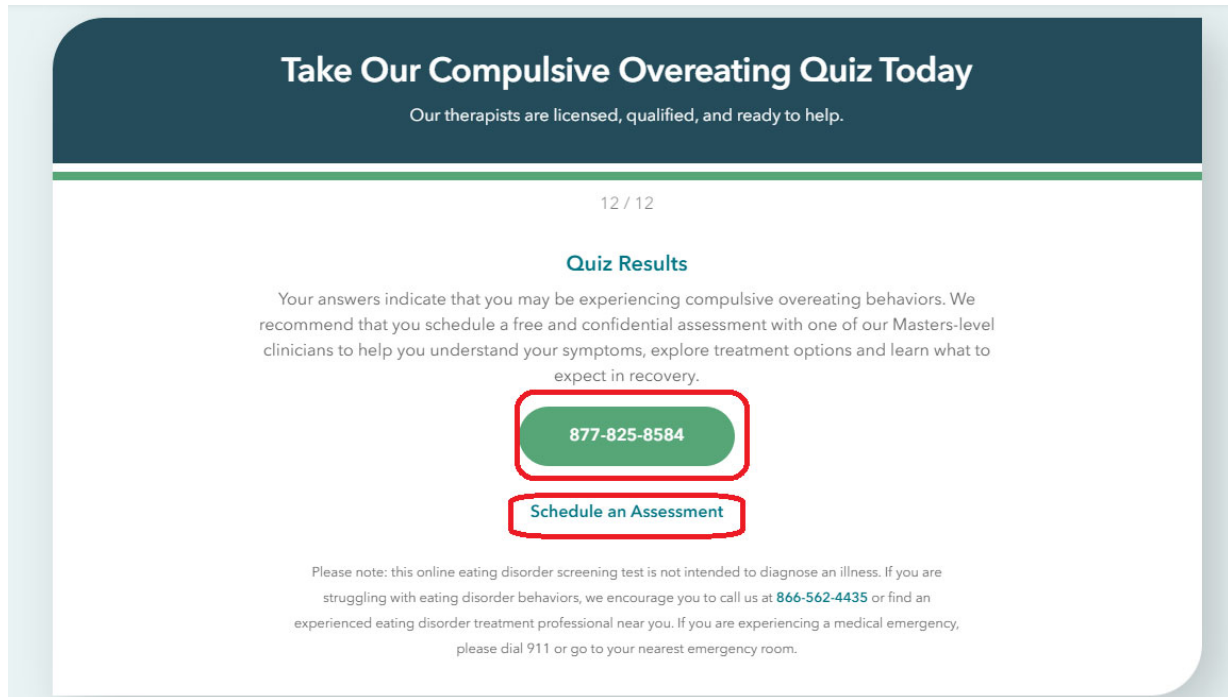 Take Our Compulsive Overeating Quiz Today
Our therapists are licensed, qualified, and ready to help.
12 / 12
Quiz Results
Your answers indicate that you may be experiencing compulsive overeating behaviors. We
recommend that you schedule a free and confidential assessment with one of our Masters-level
clinicians to help you understand your symptoms, explore treatment options and learn what to
expect in recovery.
877-825-8584
Schedule an Assessment
Please note: this online eating disorder screening test is not intended to diagnose an illness. If you are
struggling with eating disorder behaviors, we encourage you to call us at 866-562-4435 or find an
experienced eating disorder treatment professional near you. If you are experiencing a medical emergency,
please dial 911 or go to your nearest emergency room.